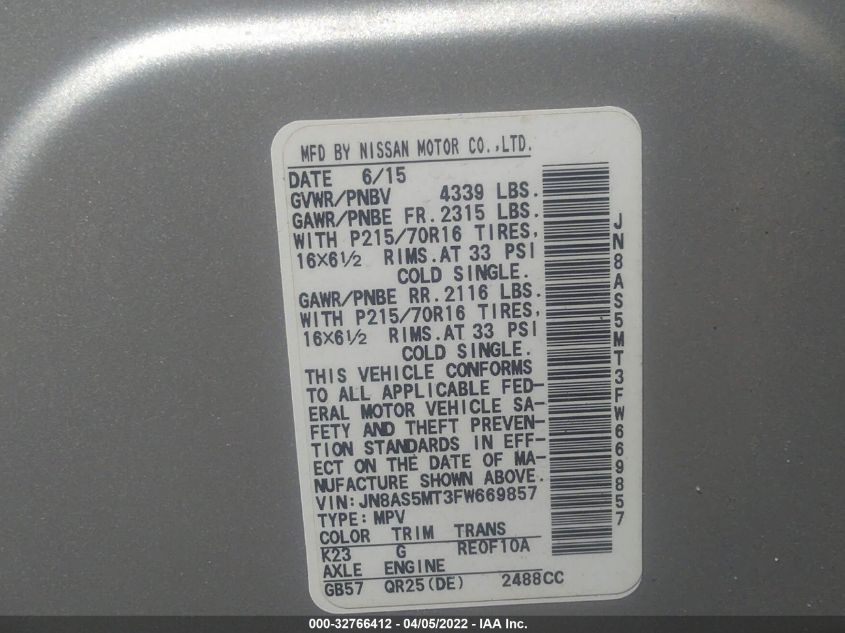 MFD BY NISSAN MOTOR CO.,LTD.
DATE 6/15
GVWR/PNBV 4339 LBS.
GAWR/PNBE FR. 2315 LBS.
WITH P215/70R16 TIRES,
16×6½ RIMS. AT 33 PSI
COLD SINGLE.
GAWR/PNBE RR. 2116 LBS.
WITH P215/70R16 TIRES,
16×6½ RIMS. AT 33 PSI
COLD SINGLE.
THIS VEHICLE CONFORMS
TO ALL APPLICABLE FED-
ERAL MOTOR VEHICLE SA-
FETY AND THEFT PREVEN-
TION STANDARDS IN EFF-
ECT ON THE DATE OF MA-
NUFACTURE SHOWN ABOVE.
VIN: JN8AS5MT3FW669857
TYPE: MPV
COLOR TRIM TRANS
K23 G RE0F10A
AXLE ENGINE
GB57 QR25(DE) 2488CC
JN8AS5MT3FW669857
000-32766412 - 04/05/2022 - IAA Inc.